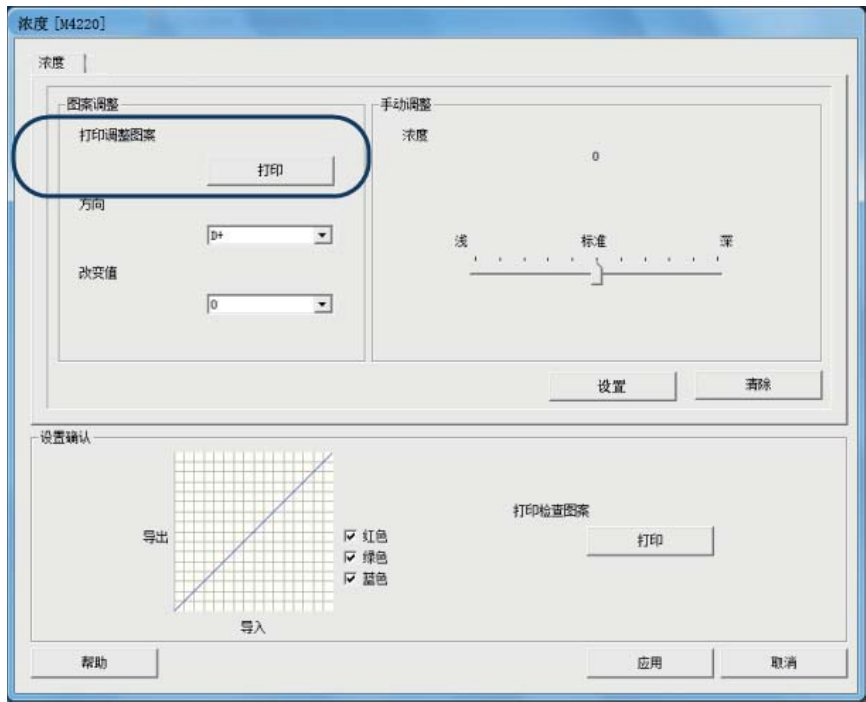 浓度 [M4220]
浓度
图案调整
打印调整图案
打印
方向
D+
改变值
0
手动调整
浓度
0
浅 标准 深
设置 清除
设置确认
导出
导入
红色
绿色
蓝色
打印检查图案
打印
帮助 应用 取消